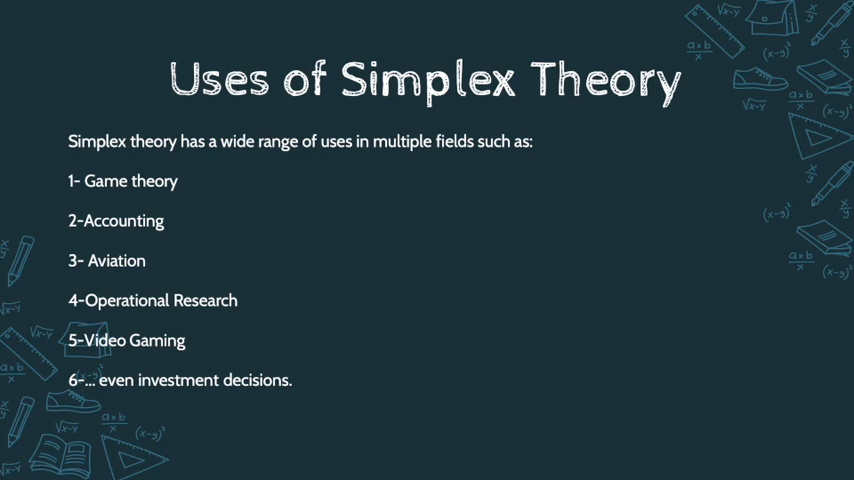 Uses of Simplex Theory
Simplex theory has a wide range of uses in multiple fields such as:
1- Game theory
2-Accounting
3- Aviation
4-Operational Research
5-Video Gaming
6-... even investment decisions.